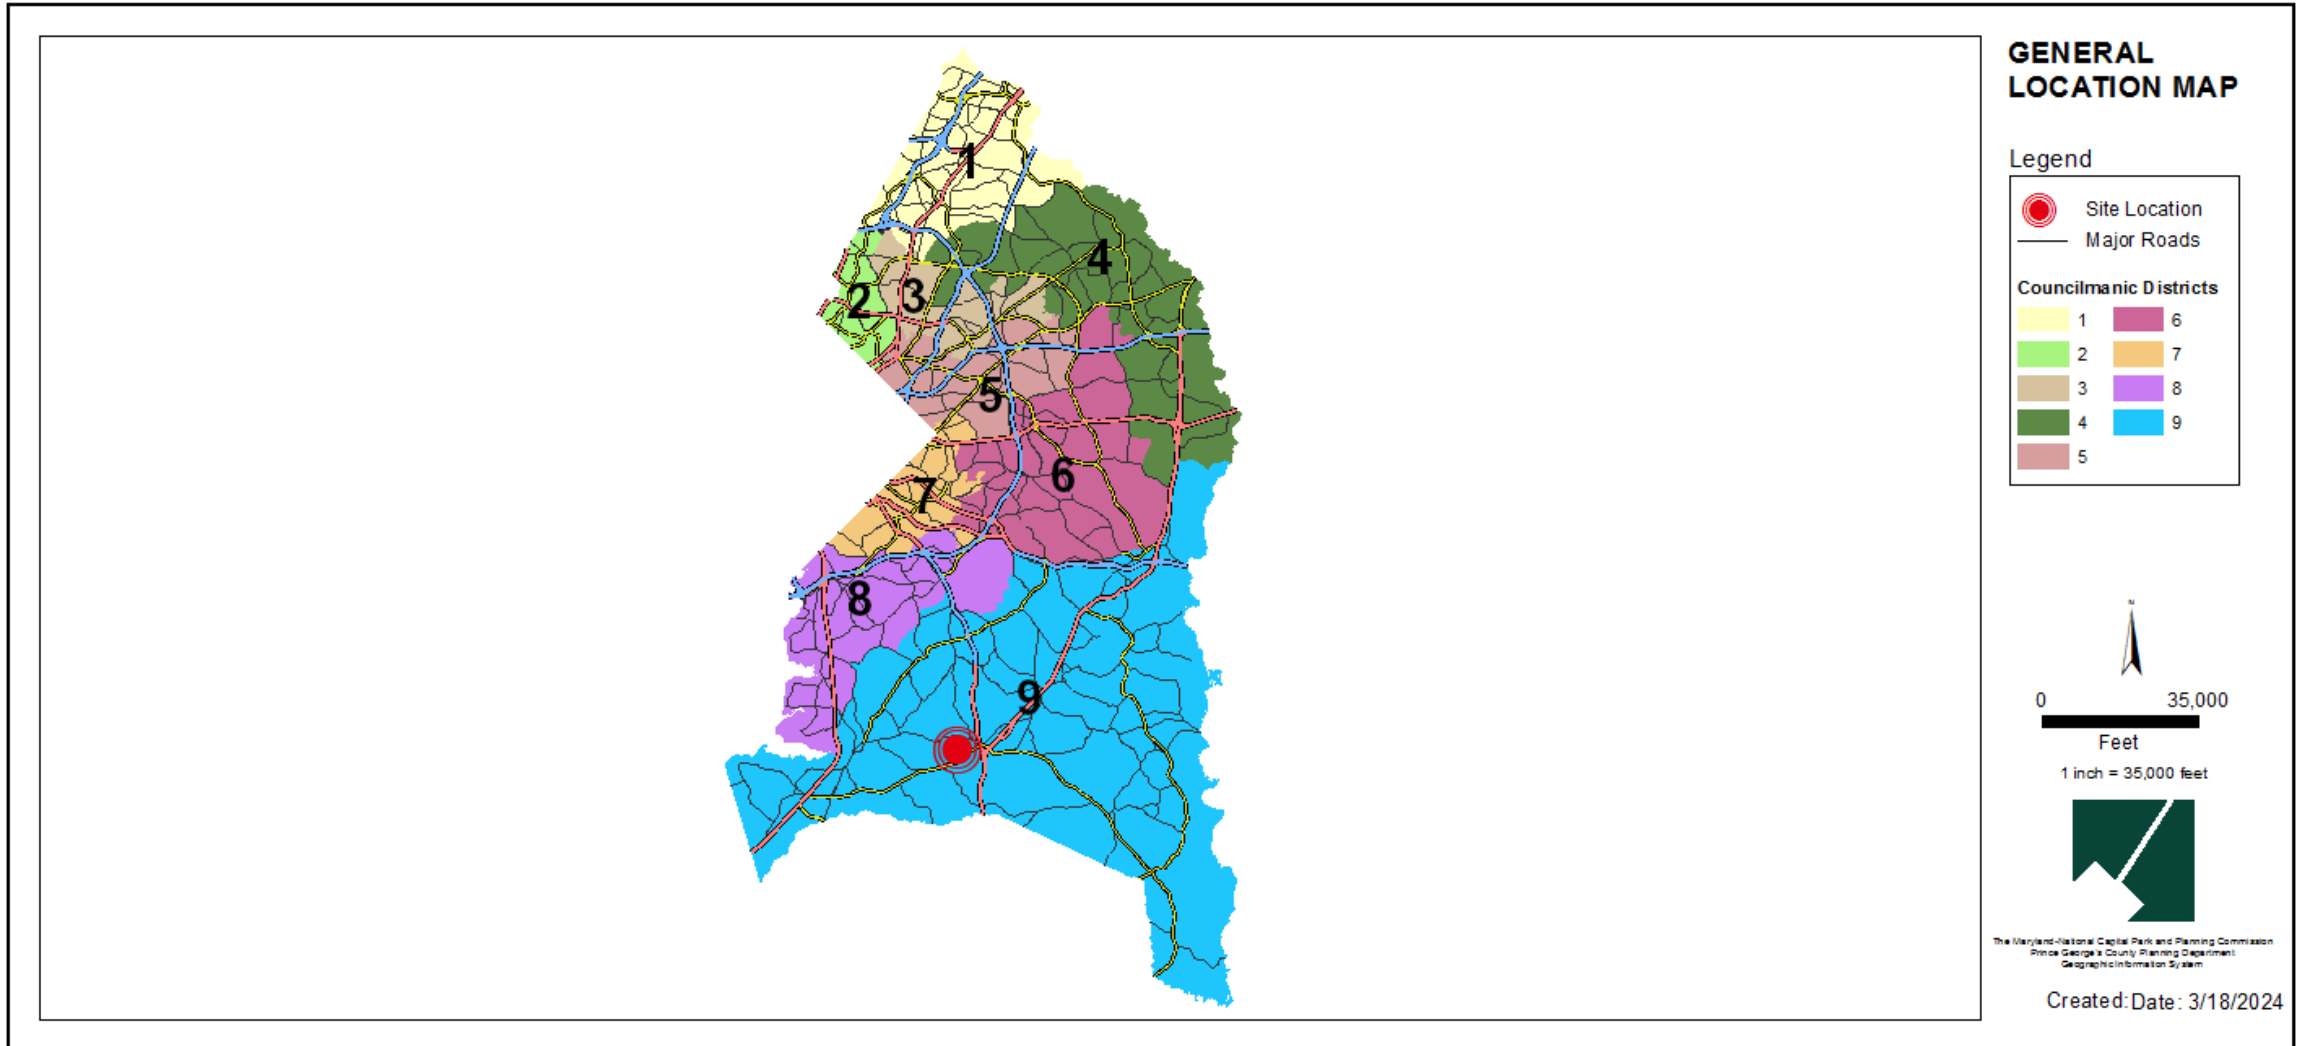 GENERAL
LOCATION MAP
Legend
Site Location
Major Roads
Councilmanic Districts
1 6
2 7
3 8
4 9
5
1
4
2 3
5
6
7
8
9
N
0 35,000
Feet
1 inch = 35,000 feet
The Maryland-National Capital Park and Planning Commission
Prince George's County Planning Department
Geographic Information System
Created: Date: 3/18/2024